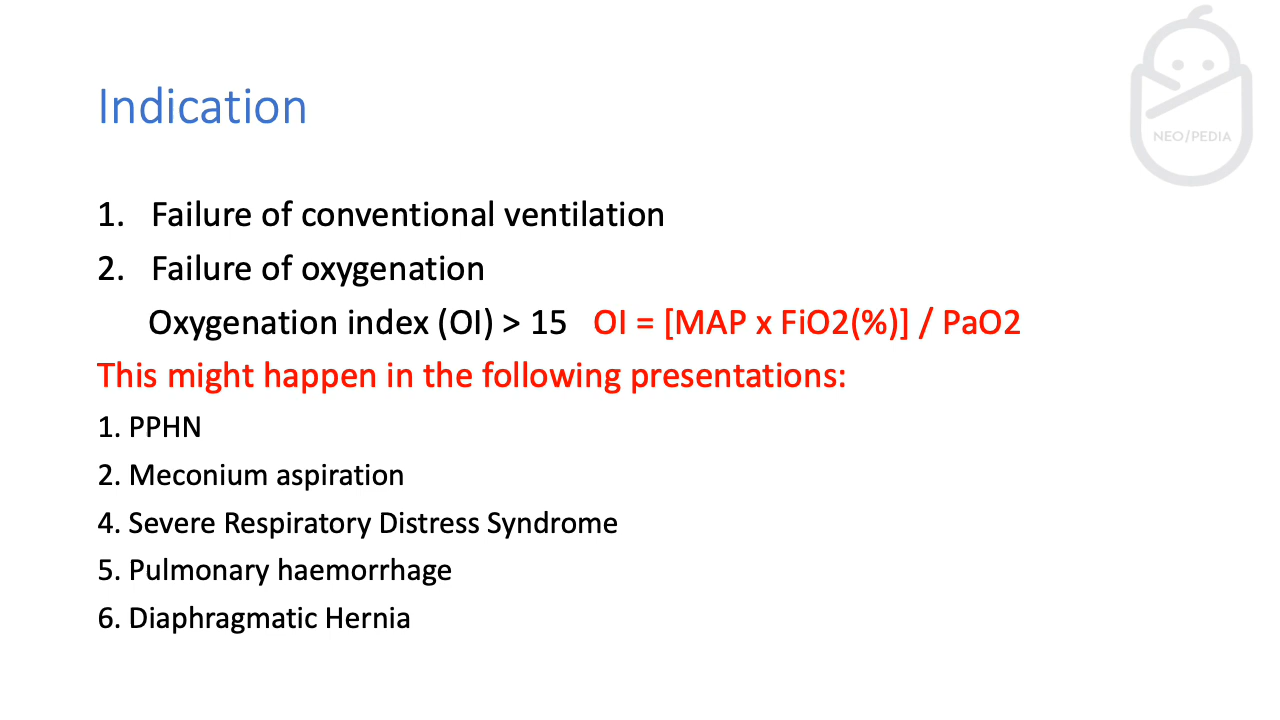 NEO/PEDIA
Indication
1. Failure of conventional ventilation
2. Failure of oxygenation
Oxygenation index (OI) > 15 OI = [MAP x FiO2(%)] / PaO2
This might happen in the following presentations:
1. PPHN
2. Meconium aspiration
4. Severe Respiratory Distress Syndrome
5. Pulmonary haemorrhage
6. Diaphragmatic Hernia